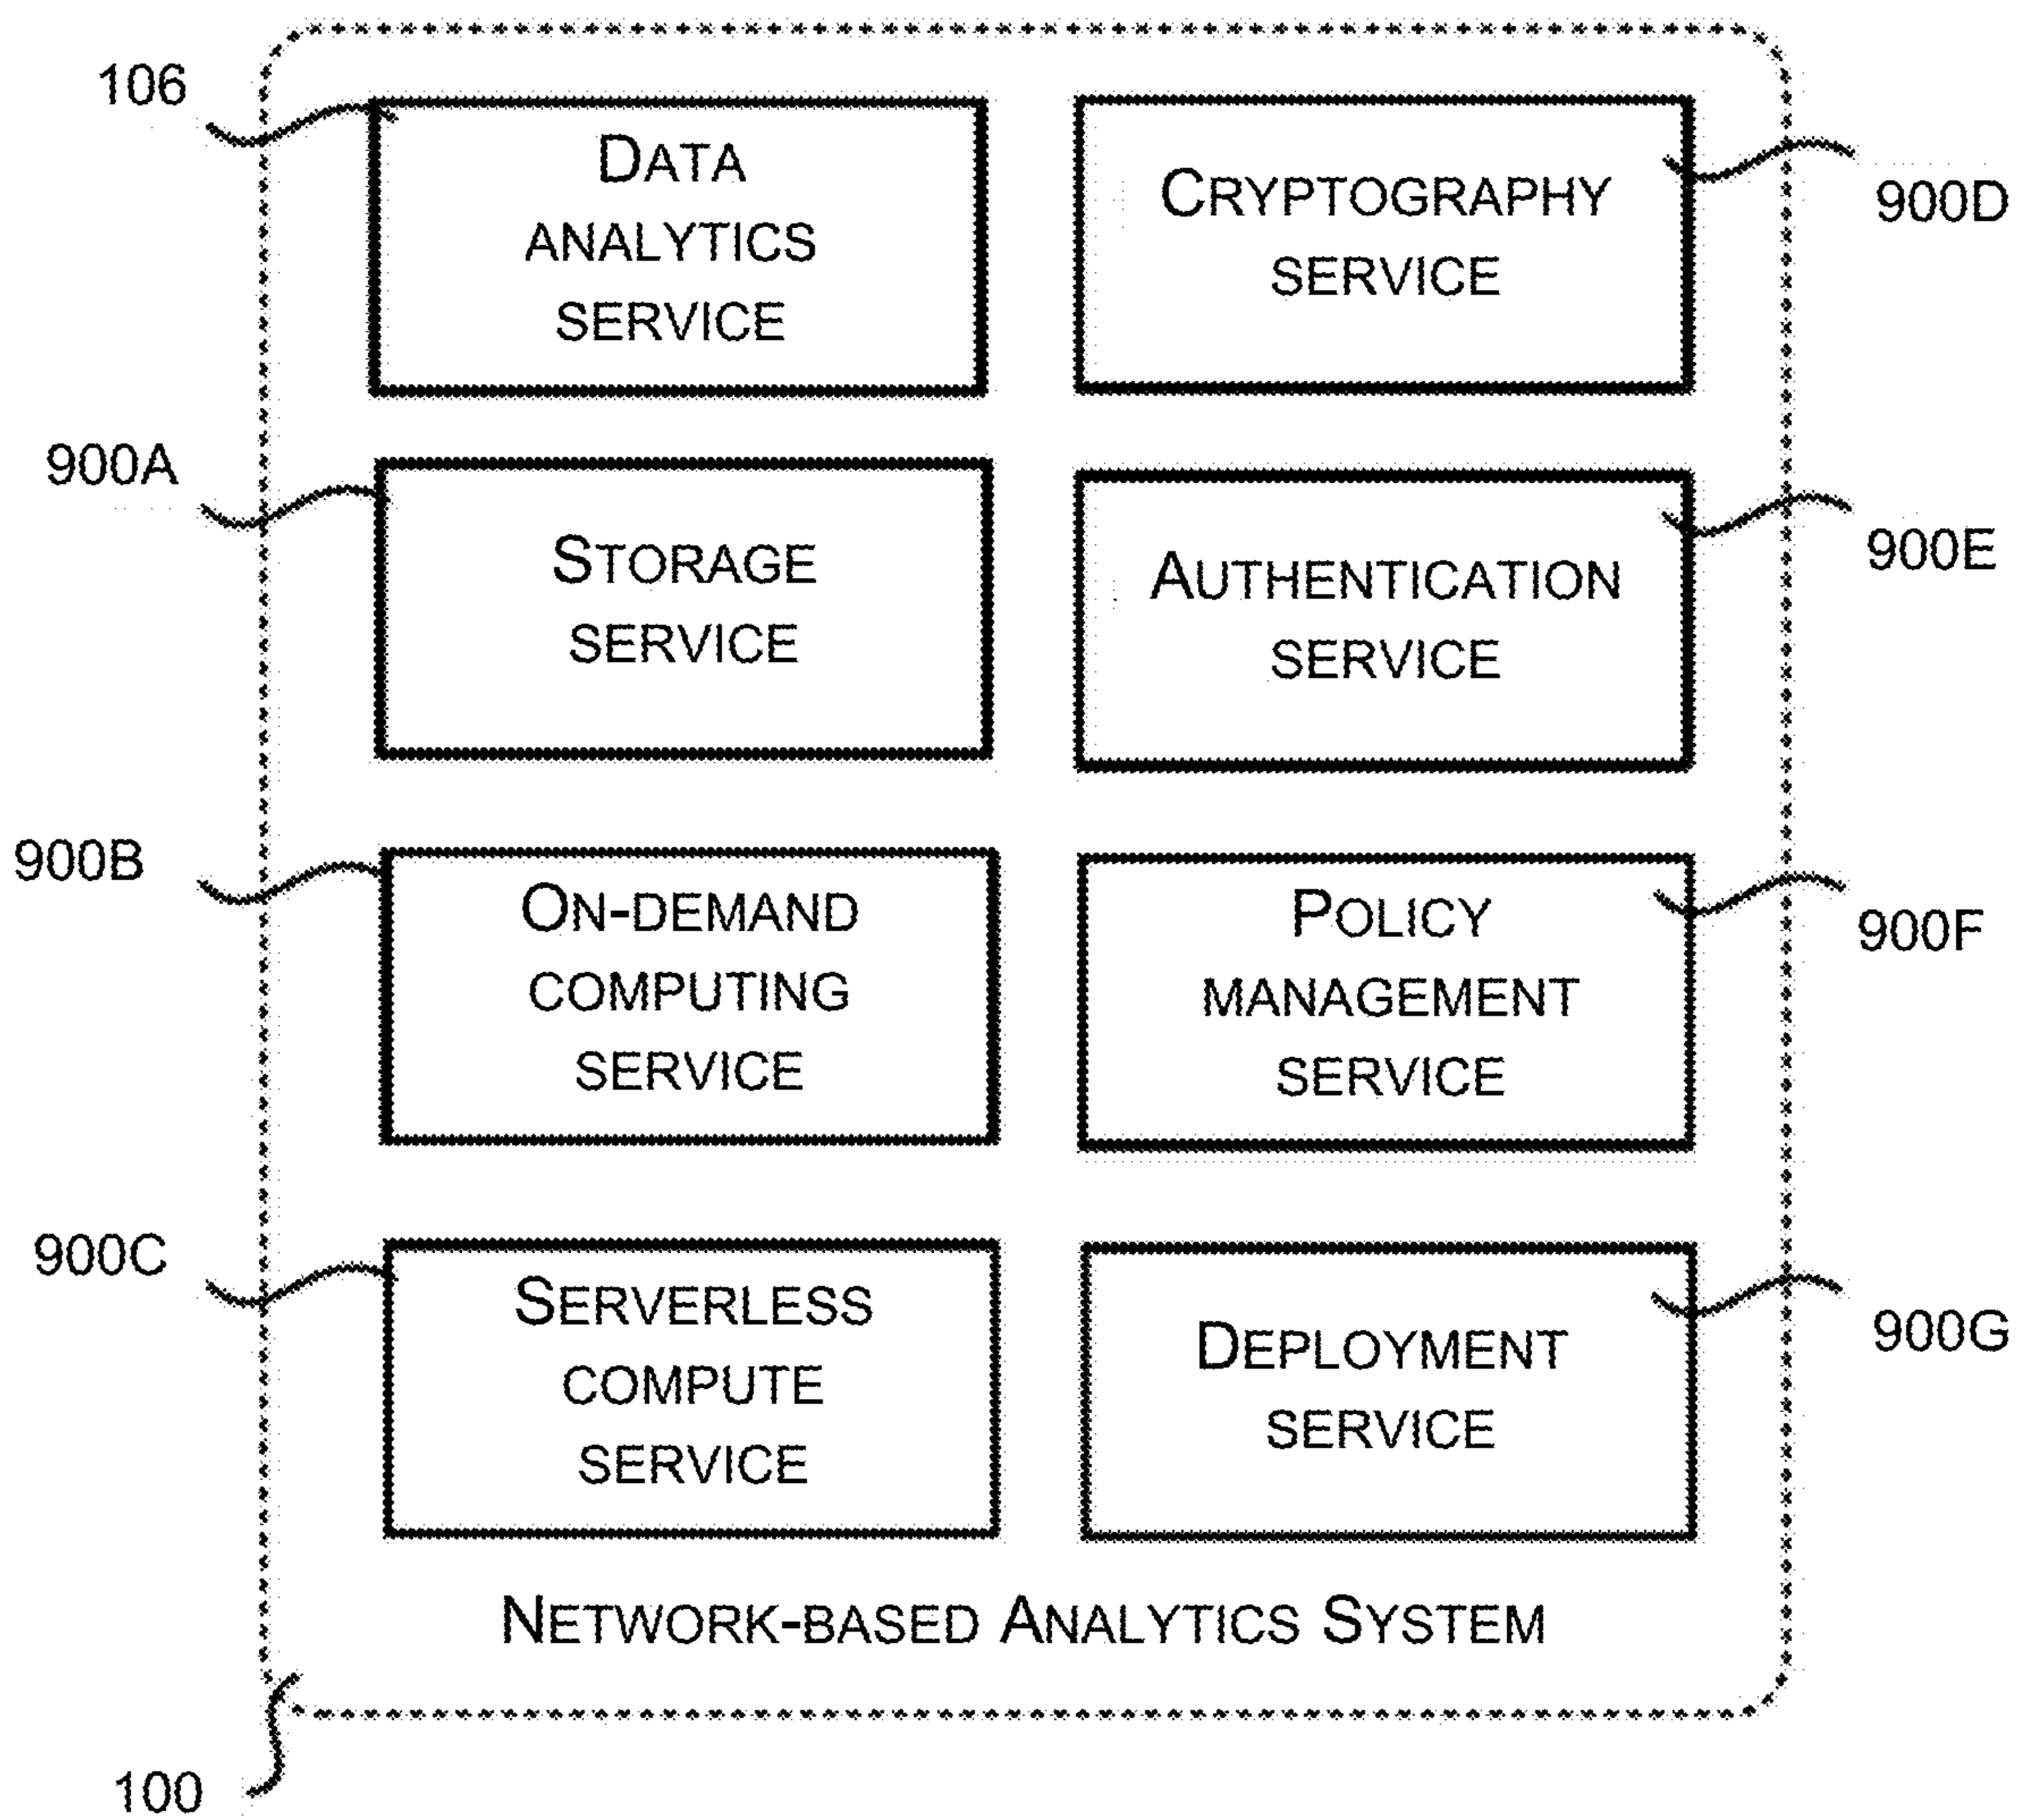 106
DATA
ANALYTICS
SERVICE
CRYPTOGRAPHY
SERVICE
900D
900A
STORAGE
SERVICE
AUTHENTICATION
SERVICE
900E
900B
ON-DEMAND
COMPUTING
SERVICE
POLICY
MANAGEMENT
SERVICE
900F
900C
SERVERLESS
COMPUTE
SERVICE
DEPLOYMENT
SERVICE
900G
NETWORK-BASED ANALYTICS SYSTEM
100